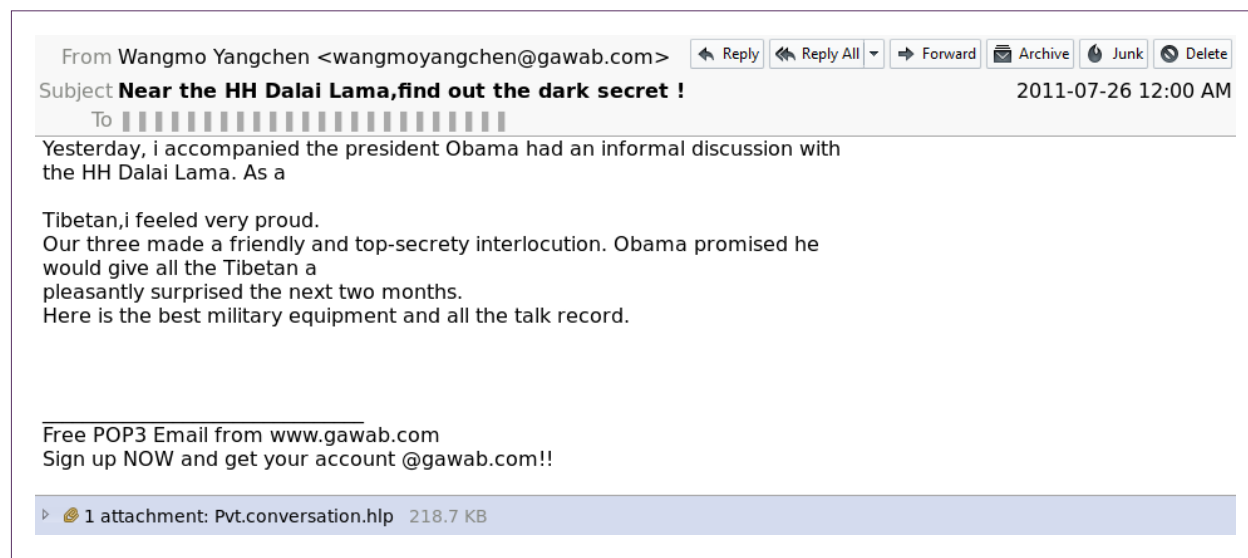 From Wangmo Yangchen <wangmoyangchen@gawab.com> Reply Reply All Forward Archive Junk Delete
Subject Near the HH Dalai Lama,find out the dark secret ! 2011-07-26 12:00 AM
To
Yesterday, i accompanied the president Obama had an informal discussion with
the HH Dalai Lama. As a
Tibetan,i feeled very proud.
Our three made a friendly and top-secrety interlocution. Obama promised he
would give all the Tibetan a
pleasantly surprised the next two months.
Here is the best military equipment and all the talk record.
Free POP3 Email from www.gawab.com
Sign up NOW and get your account @gawab.com!!
1 attachment: Pvt.conversation.hlp 218.7 KB